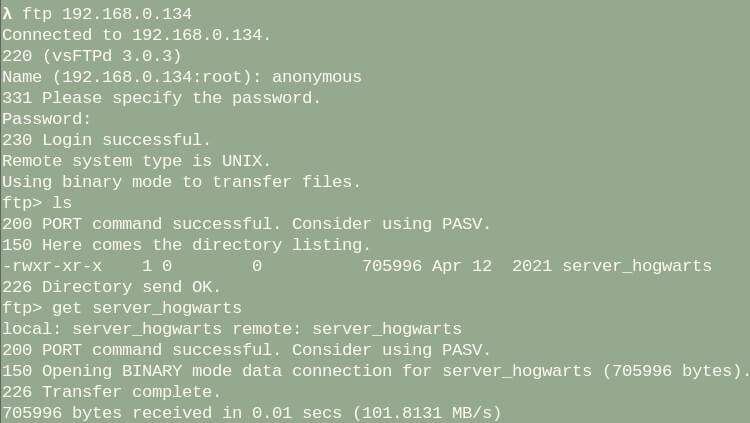 λ ftp 192.168.0.134
Connected to 192.168.0.134.
220 (vsFTPd 3.0.3)
Name (192.168.0.134:root): anonymous
331 Please specify the password.
Password:
230 Login successful.
Remote system type is UNIX.
Using binary mode to transfer files.
ftp> ls
200 PORT command successful. Consider using PASV.
150 Here comes the directory listing.
-rwxr-xr-x    1 0        0          705996 Apr 12  2021 server_hogwarts
226 Directory send OK.
ftp> get server_hogwarts
local: server_hogwarts remote: server_hogwarts
200 PORT command successful. Consider using PASV.
150 Opening BINARY mode data connection for server_hogwarts (705996 bytes).
226 Transfer complete.
705996 bytes received in 0.01 secs (101.8131 MB/s)